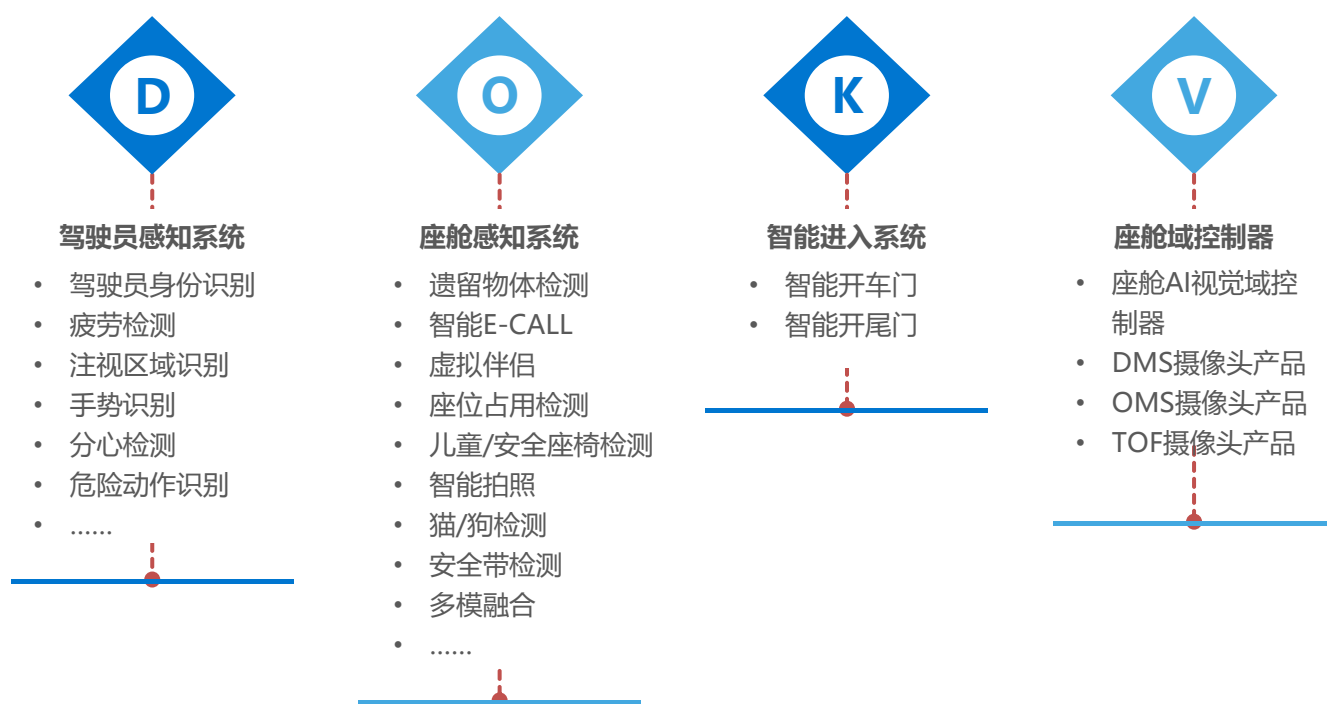 D
驾驶员感知系统
• 驾驶员身份识别
• 疲劳检测
• 注视区域识别
• 手势识别
• 分心检测
• 危险动作识别
• ……
O
座舱感知系统
• 遗留物体检测
• 智能E-CALL
• 虚拟伴侣
• 座位占用检测
• 儿童/安全座椅检测
• 智能拍照
• 猫/狗检测
• 安全带检测
• 多模融合
• ……
K
智能进入系统
• 智能开车门
• 智能开尾门
V
座舱域控制器
• 座舱AI视觉域控
制器
• DMS摄像头产品
• OMS摄像头产品
• TOF摄像头产品